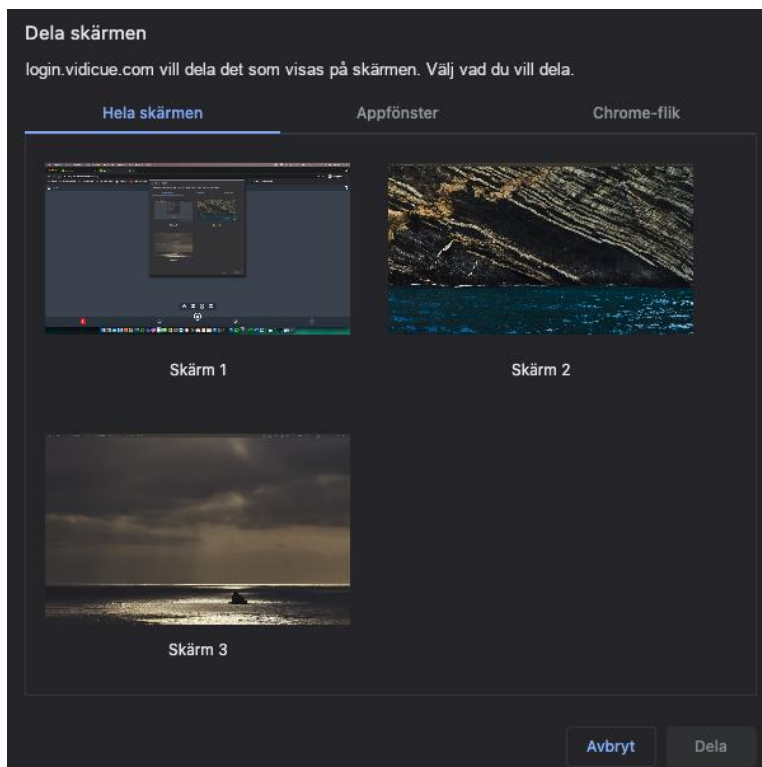 Dela skärmen
login.vidicue.com vill dela det som visas på skärmen. Välj vad du vill dela.
Hela skärmen Appfönster Chrome-flik
Skärm 1 Skärm 2
Skärm 3
Avbryt Dela